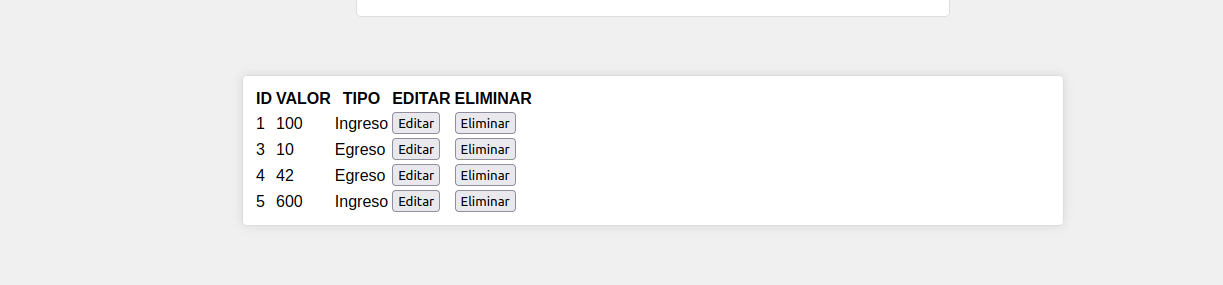 ID VALOR TIPO EDITAR ELIMINAR
1 100 Ingreso Editar Eliminar
3 10 Egreso Editar Eliminar
4 42 Egreso Editar Eliminar
5 600 Ingreso Editar Eliminar